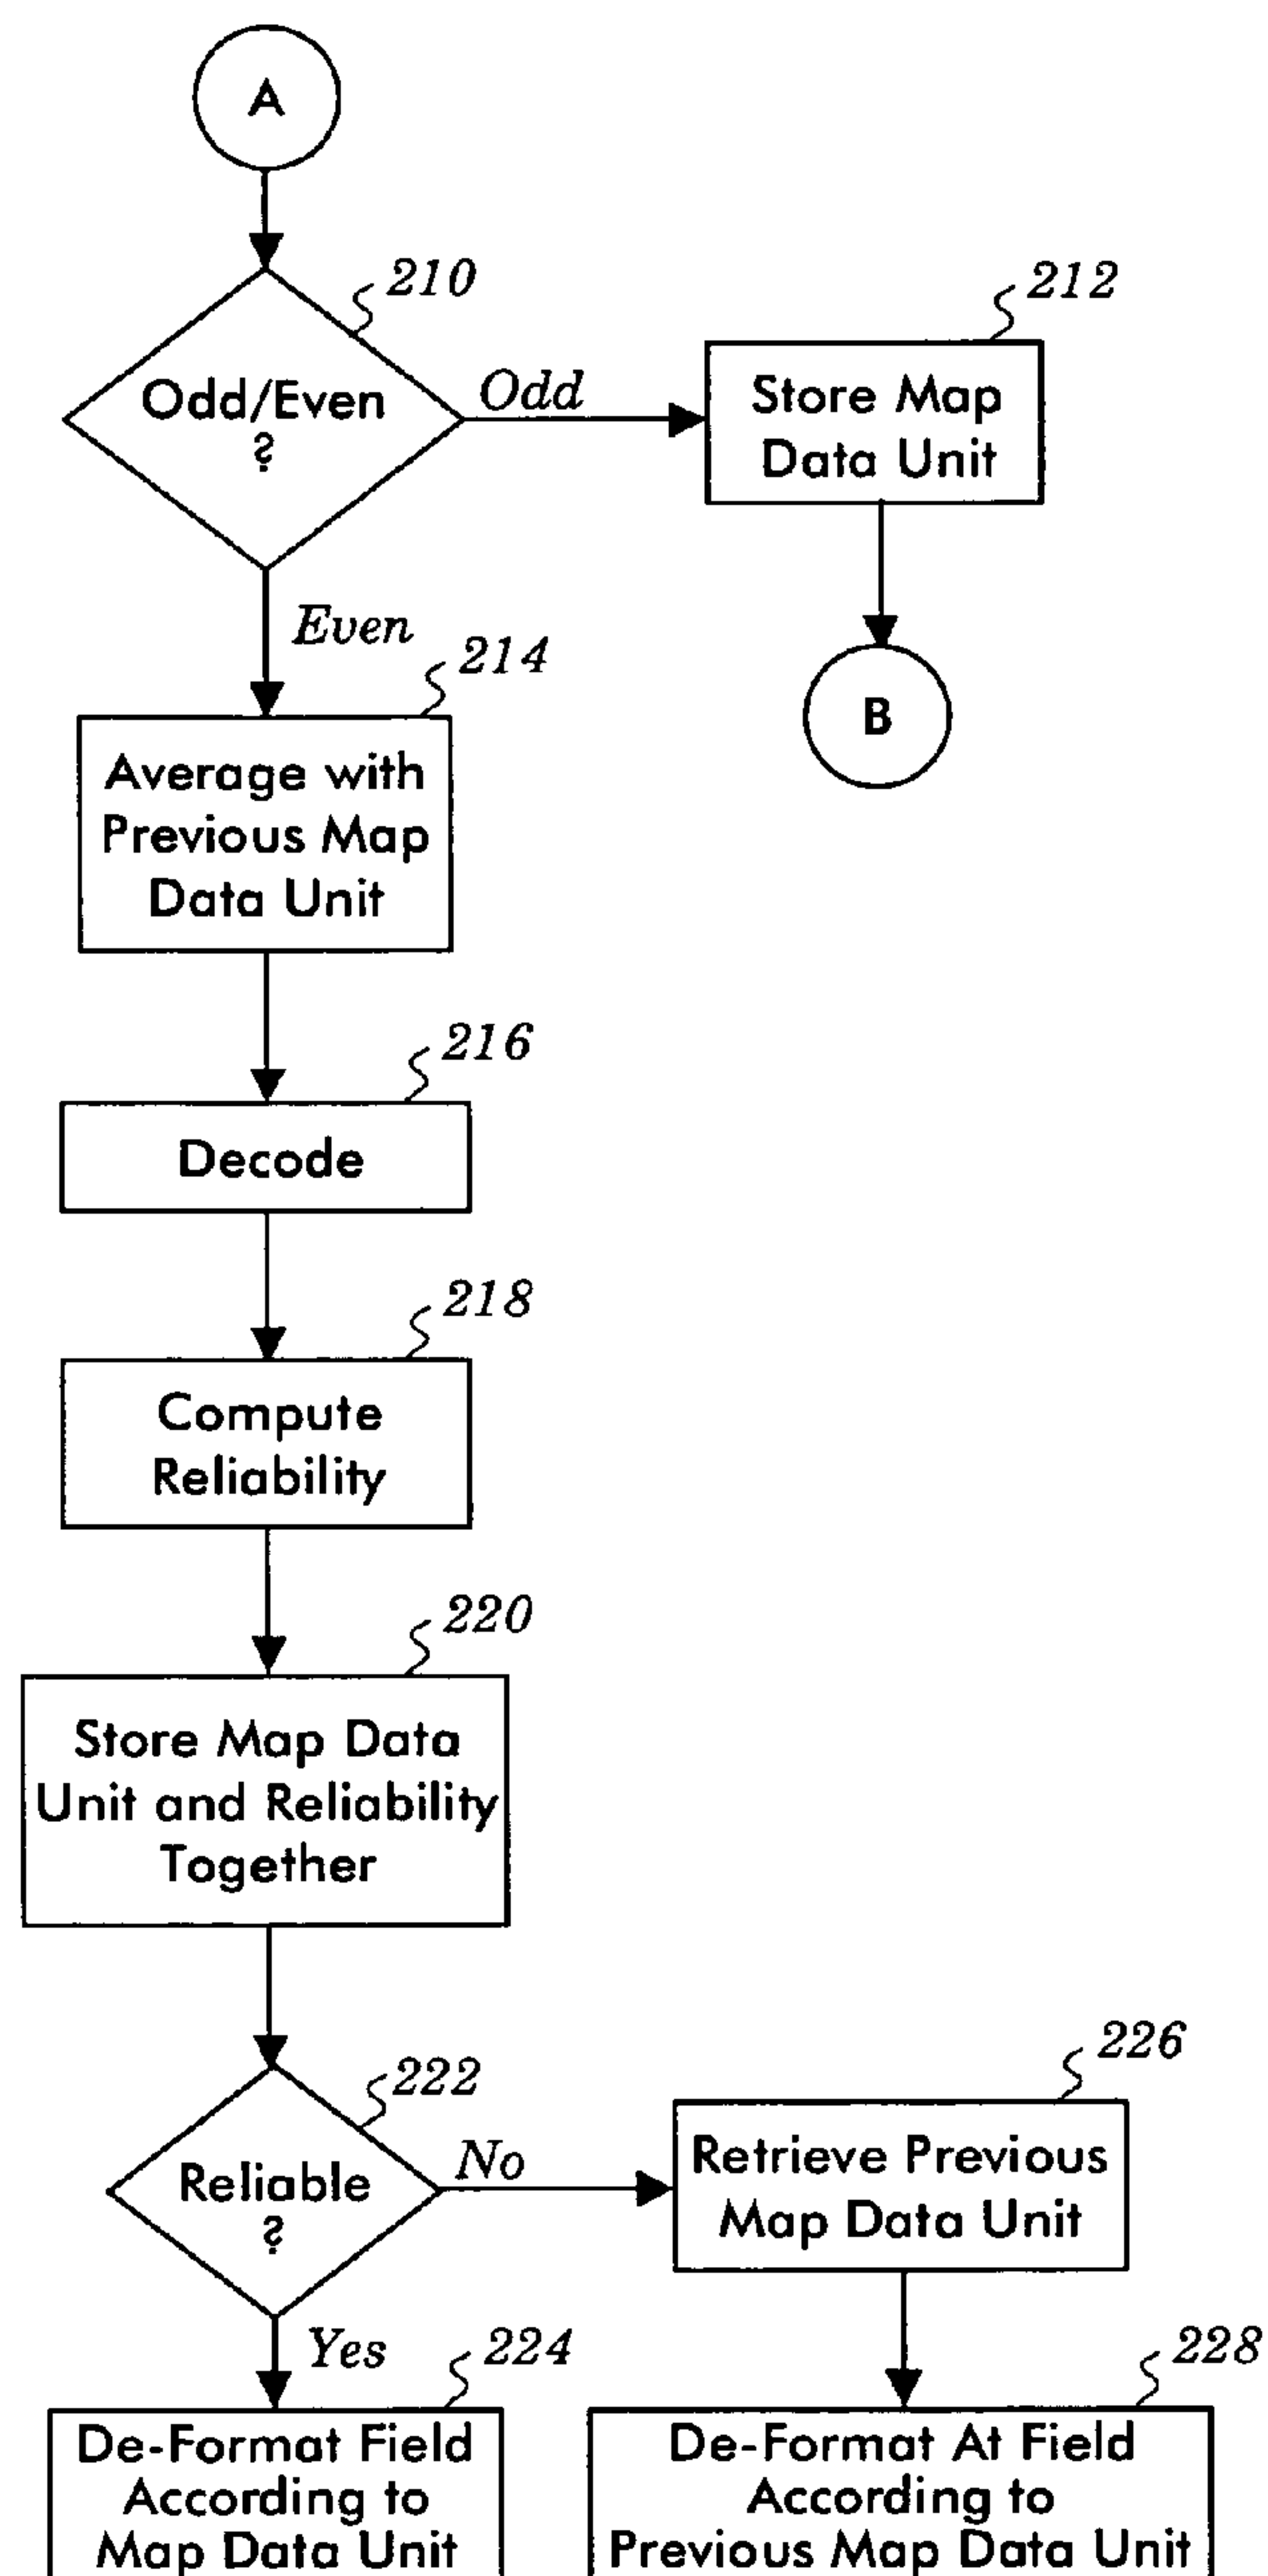 A
210
Odd/Even
?
Odd
212
Store Map
Data Unit
Even
B
214
Average with
Previous Map
Data Unit
216
Decode
218
Compute
Reliability
220
Store Map Data
Unit and Reliability
Together
222
Reliable
?
No
226
Retrieve Previous
Map Data Unit
Yes
224
De-Format Field
According to
Map Data Unit
228
De-Format At Field
According to
Previous Map Data Unit